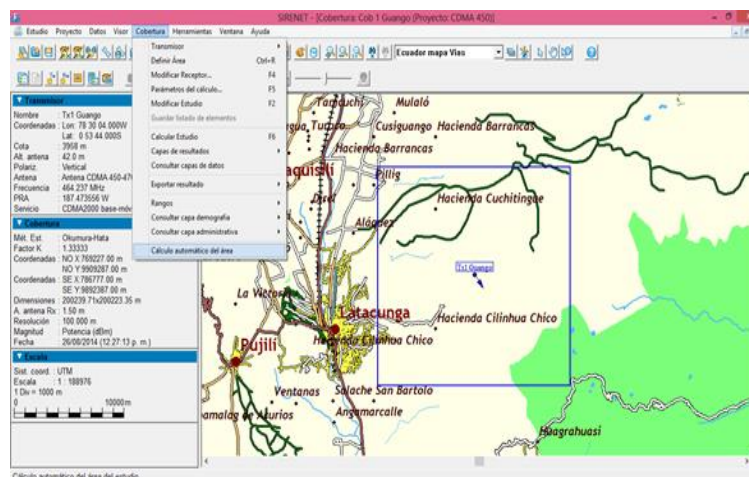 SIRENET - [Cobertura: Cob 1 Guango (Proyecto: CDMA 450)]
Estudio Proyecto Datos Visor Cobertura Herramientas Ventana Ayuda
Ecuador mapa Vias
Transmisor
Definir Área Ctrl+R
Modificar Receptor... F4
Parámetros del cálculo... F5
Modificar Estudio F2
Guardar listado de elementos
Calcular Estudio F6
Capas de resultados
Consultar capas de datos
Exportar resultado
Rangos
Consultar capa demografía
Consultar capa administrativa
Cálculo automático del área
Transmisor
Nombre : Tx1 Guango
Coordenadas : Lon: 78 30 04.000W
Lat: 0 53 44.000S
Cota : 3958 m
Alt. antena : 42.0 m
Polariz. : Vertical
Antena : Antena CDMA 450-47
Frecuencia : 464.237 MHz
PRA : 187.473556 W
Servicio : CDMA2000 base-móv
Cobertura
Mét. Est. : Okumura-Hata
Factor K : 1.33333
Coordenadas : NO X:769227.00 m
NO Y:9909287.00 m
Coordenadas : SE X:786777.00 m
SE Y:9892387.00 m
Dimensiones : 200239.71x200223.35 m
A. antena Rx : 1.50 m
Resolución : 100.000 m
Magnitud : Potencia (dBm)
Fecha : 26/08/2014 (12:27:13 p. m.)
Escala
Sist. coord. : UTM
Escala : 1 : 188976
1 Div = 1000 m
0 10000m
Tanicuchi
Mulaló
Cusiguango
Hacienda Barrancas
Hacienda Barrancas
aquisilí
Pillig
Hacienda Cuchitingue
Aláquez
Tx1 Guango
La Victoria
Latacunga
Hacienda Cilinhua Chico
Hacienda Cilinhua Chico
Pujilí
Ventanas
Salache San Bartolo
Angamarcalle
Huagrahuasi
Cálculo automático del área del estudio